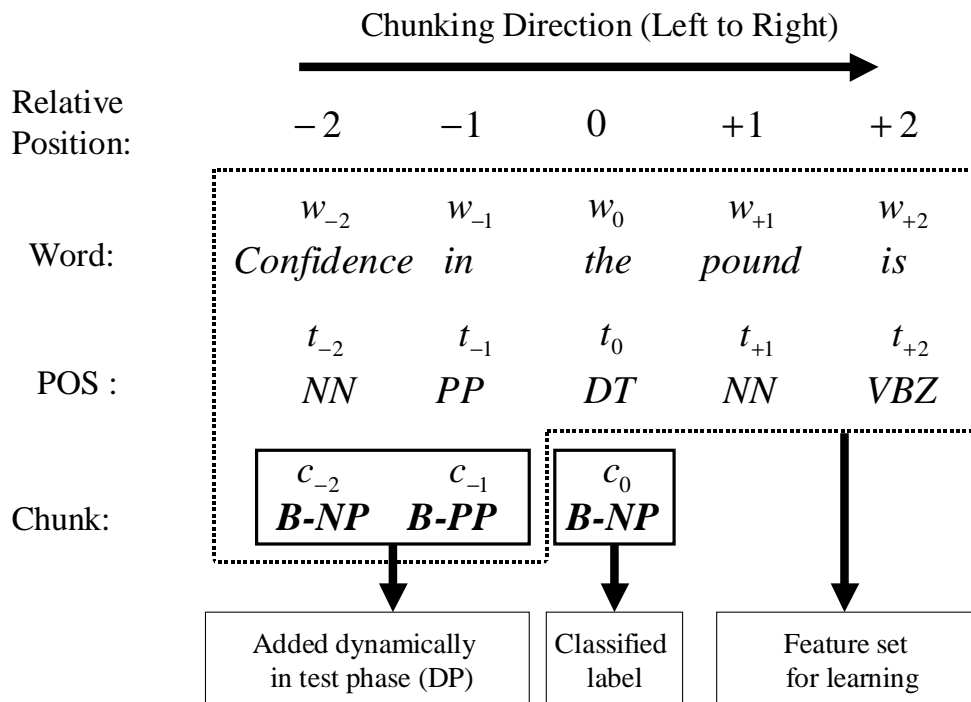 Chunking Direction (Left to Right)
Relative
Position:
−2 −1 0 +1 +2
w₋₂ w₋₁ w₀ w₊₁ w₊₂
Word: Confidence in the pound is
t₋₂ t₋₁ t₀ t₊₁ t₊₂
POS : NN PP DT NN VBZ
c₋₂ c₋₁ c₀
Chunk: B-NP B-PP B-NP
Added dynamically
in test phase (DP)
Classified
label
Feature set
for learning